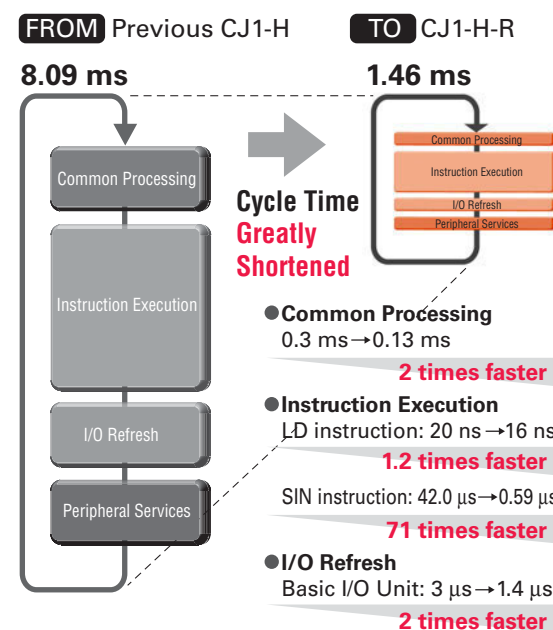 FROM Previous CJ1-H
TO CJ1-H-R
8.09 ms
1.46 ms
Common Processing
Instruction Execution
I/O Refresh
Peripheral Services
Cycle Time
Greatly
Shortened
Common Processing
Instruction Execution
I/O Refresh
Peripheral Services
●Common Processing
0.3 ms→0.13 ms
2 times faster
●Instruction Execution
LD instruction: 20 ns→16 ns
1.2 times faster
SIN instruction: 42.0 µs→0.59 µs
71 times faster
●I/O Refresh
Basic I/O Unit: 3 µs→1.4 µs
2 times faster